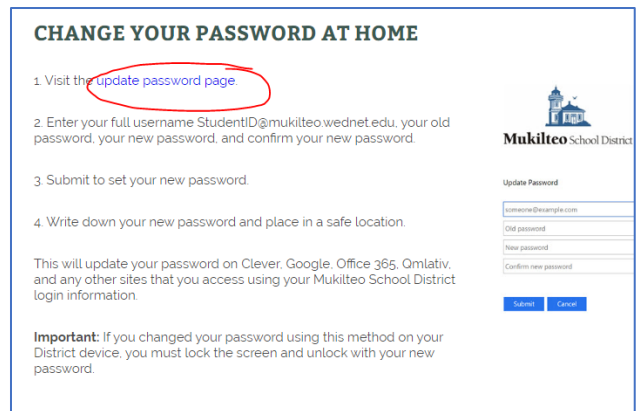 CHANGE YOUR PASSWORD AT HOME
1. Visit the update password page.
2. Enter your full username StudentID@mukilteo.wednet.edu, your old
password, your new password, and confirm your new password.
3. Submit to set your new password.
4. Write down your new password and place in a safe location.
This will update your password on Clever, Google, Office 365, Qmlativ,
and any other sites that you access using your Mukilteo School District
login information.
Important: If you changed your password using this method on your
District device, you must lock the screen and unlock with your new
password.
Mukilteo School District
Update Password
someone@example.com
Old password
New password
Confirm new password
Submit Cancel